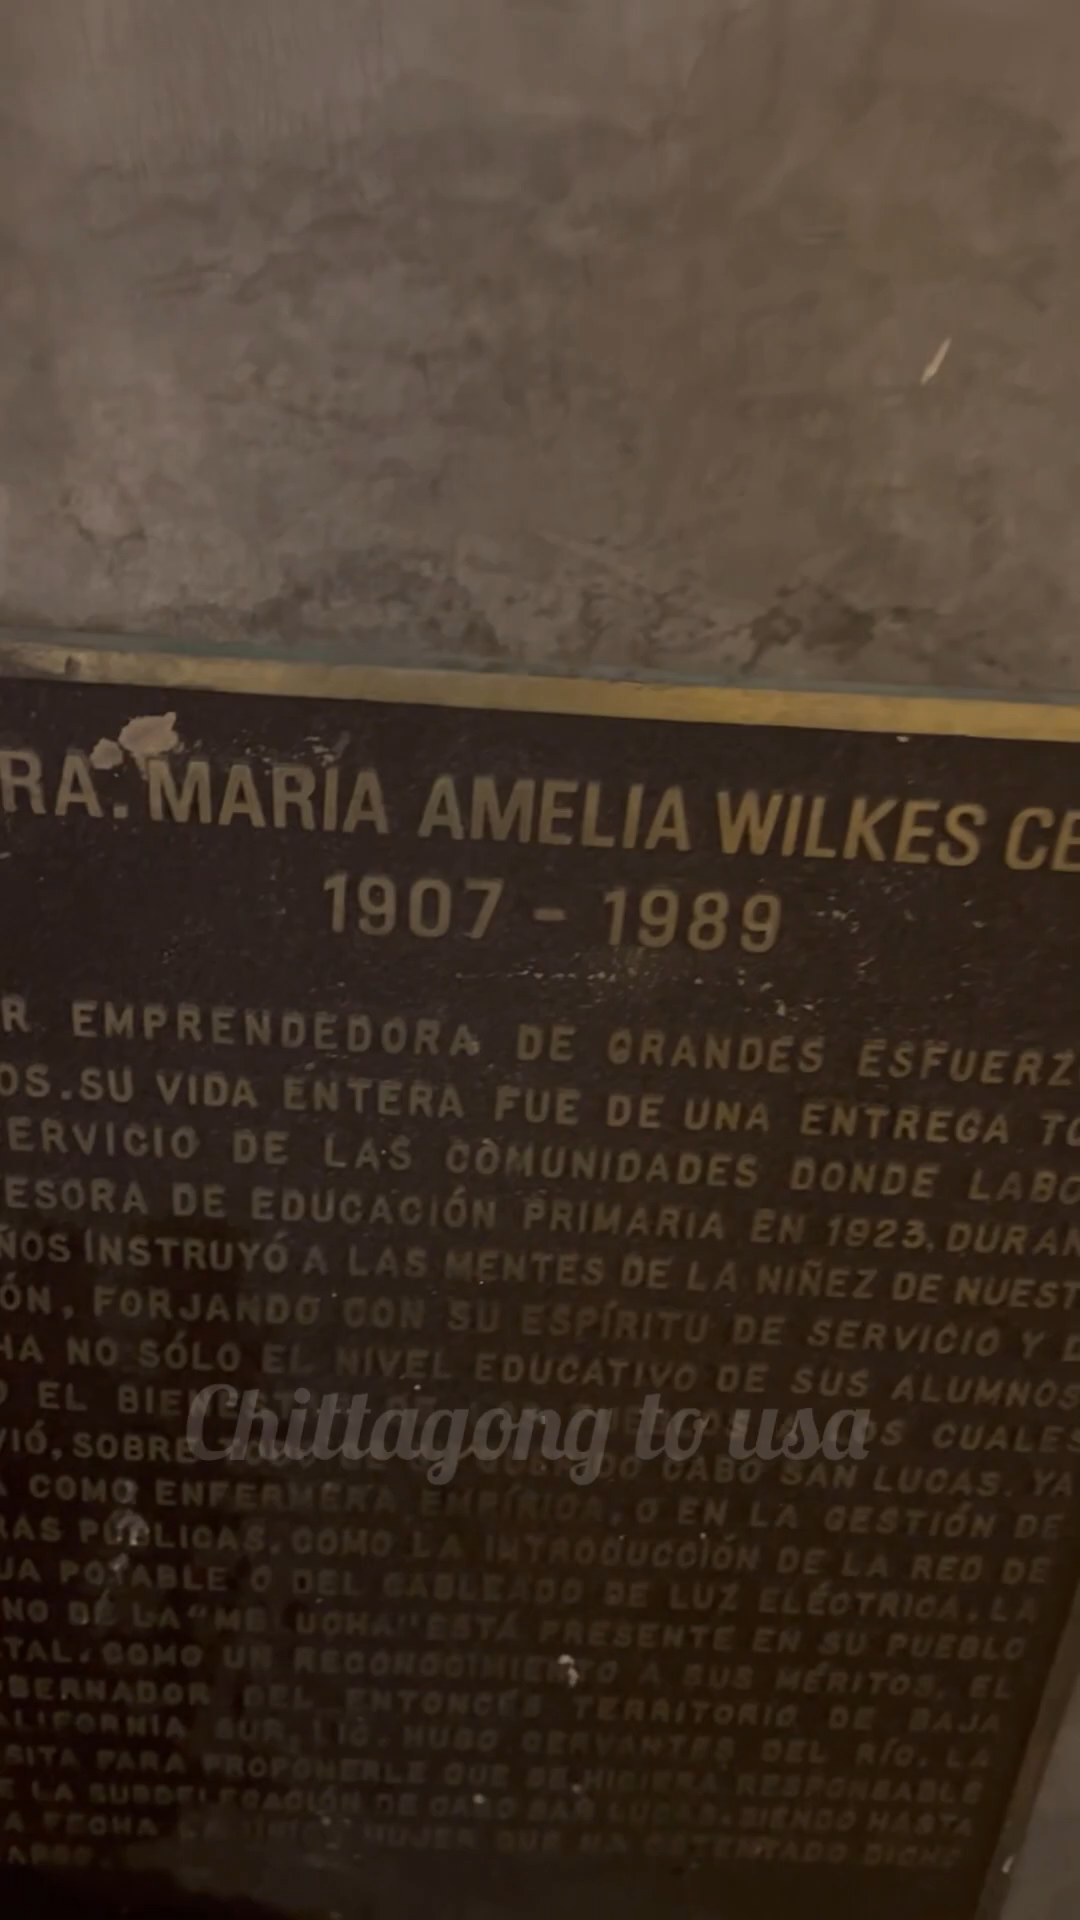 RA. MARÍA AMELIA WILKES CE
1907 - 1989
R EMPRENDEDORA DE GRANDES ESFUERZ
OS. SU VIDA ENTERA FUE DE UNA ENTREGA TO
ERVICIO DE LAS COMUNIDADES DONDE LABO
ESORA DE EDUCACIÓN PRIMARIA EN 1923. DURAN
ÑOS INSTRUYÓ A LAS MENTES DE LA NIÑEZ DE NUEST
ÓN, FORJANDO CON SU ESPÍRITU DE SERVICIO Y D
HA NO SÓLO EL NIVEL EDUCATIVO DE SUS ALUMNOS
O EL CUALES
Chittagong to usa
VIÓ, SOBRE CABO SAN LUCAS. YA
A COMO ENFERMERA EMPÍRICA, O EN LA GESTIÓN DE
RAS PÚBLICAS, COMO LA INTRODUCCIÓN DE LA RED DE
UA POTABLE O DEL CABLEADO DE LUZ ELÉCTRICA. LA
NO DE LA ESTÁ PRESENTE EN SU PUEBLO
TAL. COMO UN RECONOCIMIENTO A SUS MÉRITOS, EL
OBERNADOR DEL ENTONCES TERRITORIO DE BAJA
ALIFORNIA SUR, LIC. HUGO CERVANTES DEL RÍO, LA
SITA PARA PROPONERLE QUE SE HICIERA RESPONSABLE
E LA SUBDELEGACIÓN DE CABO SAN LUCAS. SIENDO HASTA
A FECHA LA MUJER QUE HA OSTENTADO DICHO
ARGO.